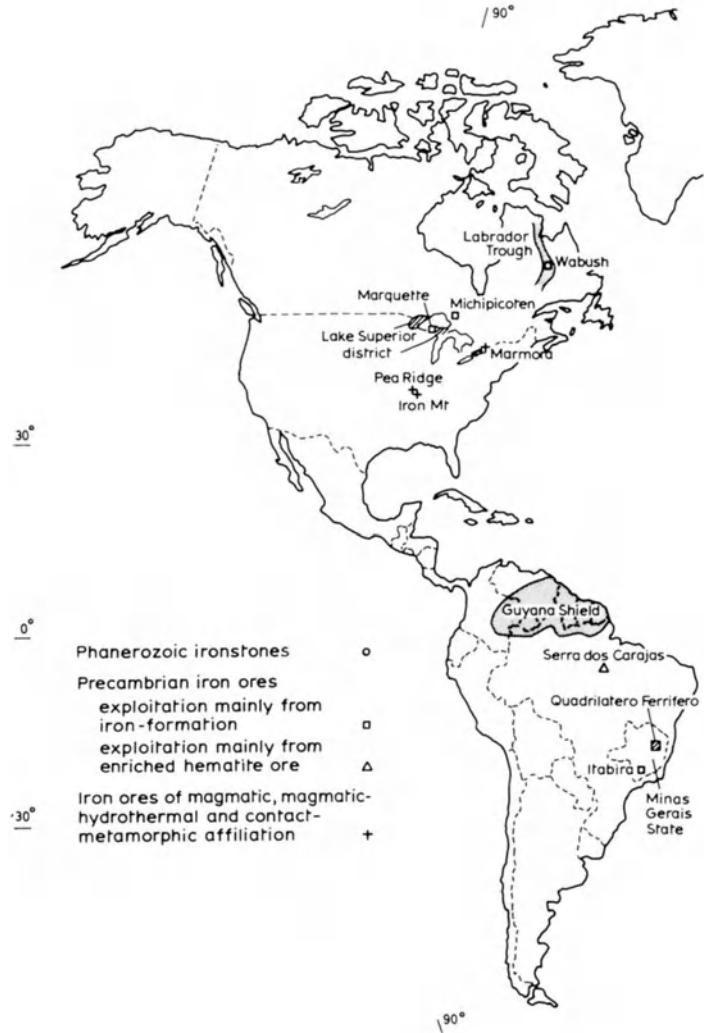 90°
Labrador
Trough
Wabush
Marquette
Michipicoten
Lake Superior
district
Marmora
Pea Ridge
Iron Mt
30°
Guyana Shield
0°
Serra dos Carajas
Quadrilatero Ferrifero
Itabira
Minas
Gerais
State
Phanerozoic ironstones
Precambrian iron ores
exploitation mainly from
iron-formation
exploitation mainly from
enriched hematite ore
Iron ores of magmatic, magmatic-
hydrothermal and contact-
metamorphic affiliation
30°
90°